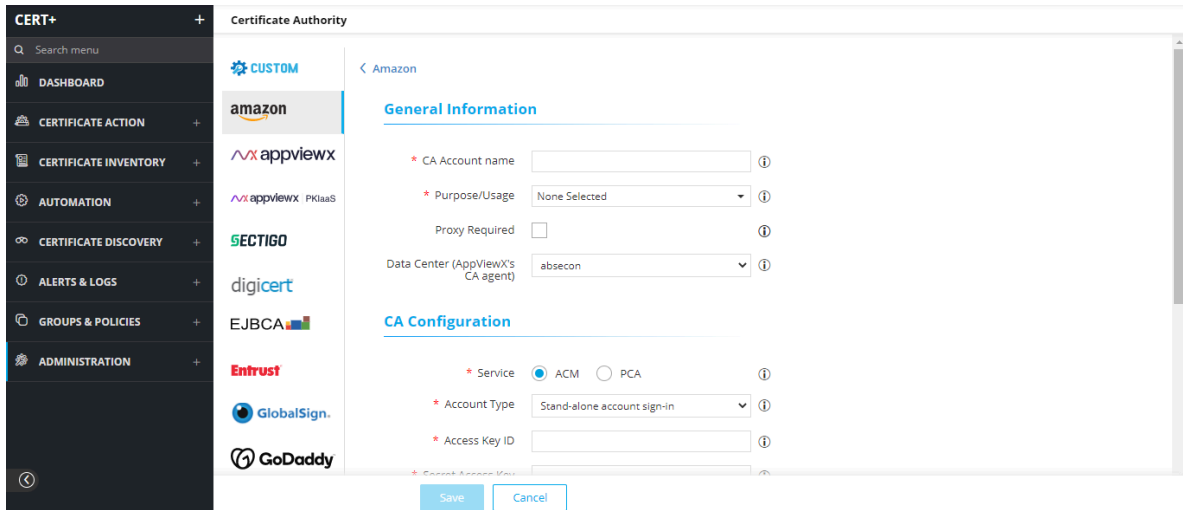 CERT+
Search menu
DASHBOARD
CERTIFICATE ACTION
CERTIFICATE INVENTORY
AUTOMATION
CERTIFICATE DISCOVERY
ALERTS & LOGS
GROUPS & POLICIES
ADMINISTRATION
Certificate Authority
CUSTOM
amazon
appviewx
appviewx PKIaaS
SECTIGO
digicert
EJBCA
Entrust
GlobalSign.
GoDaddy
Amazon
General Information
* CA Account name
* Purpose/Usage None Selected
Proxy Required
Data Center (AppViewX's
CA agent) absecon
CA Configuration
* Service ACM PCA
* Account Type Stand-alone account sign-in
* Access Key ID
* Secret Access Key
Save Cancel